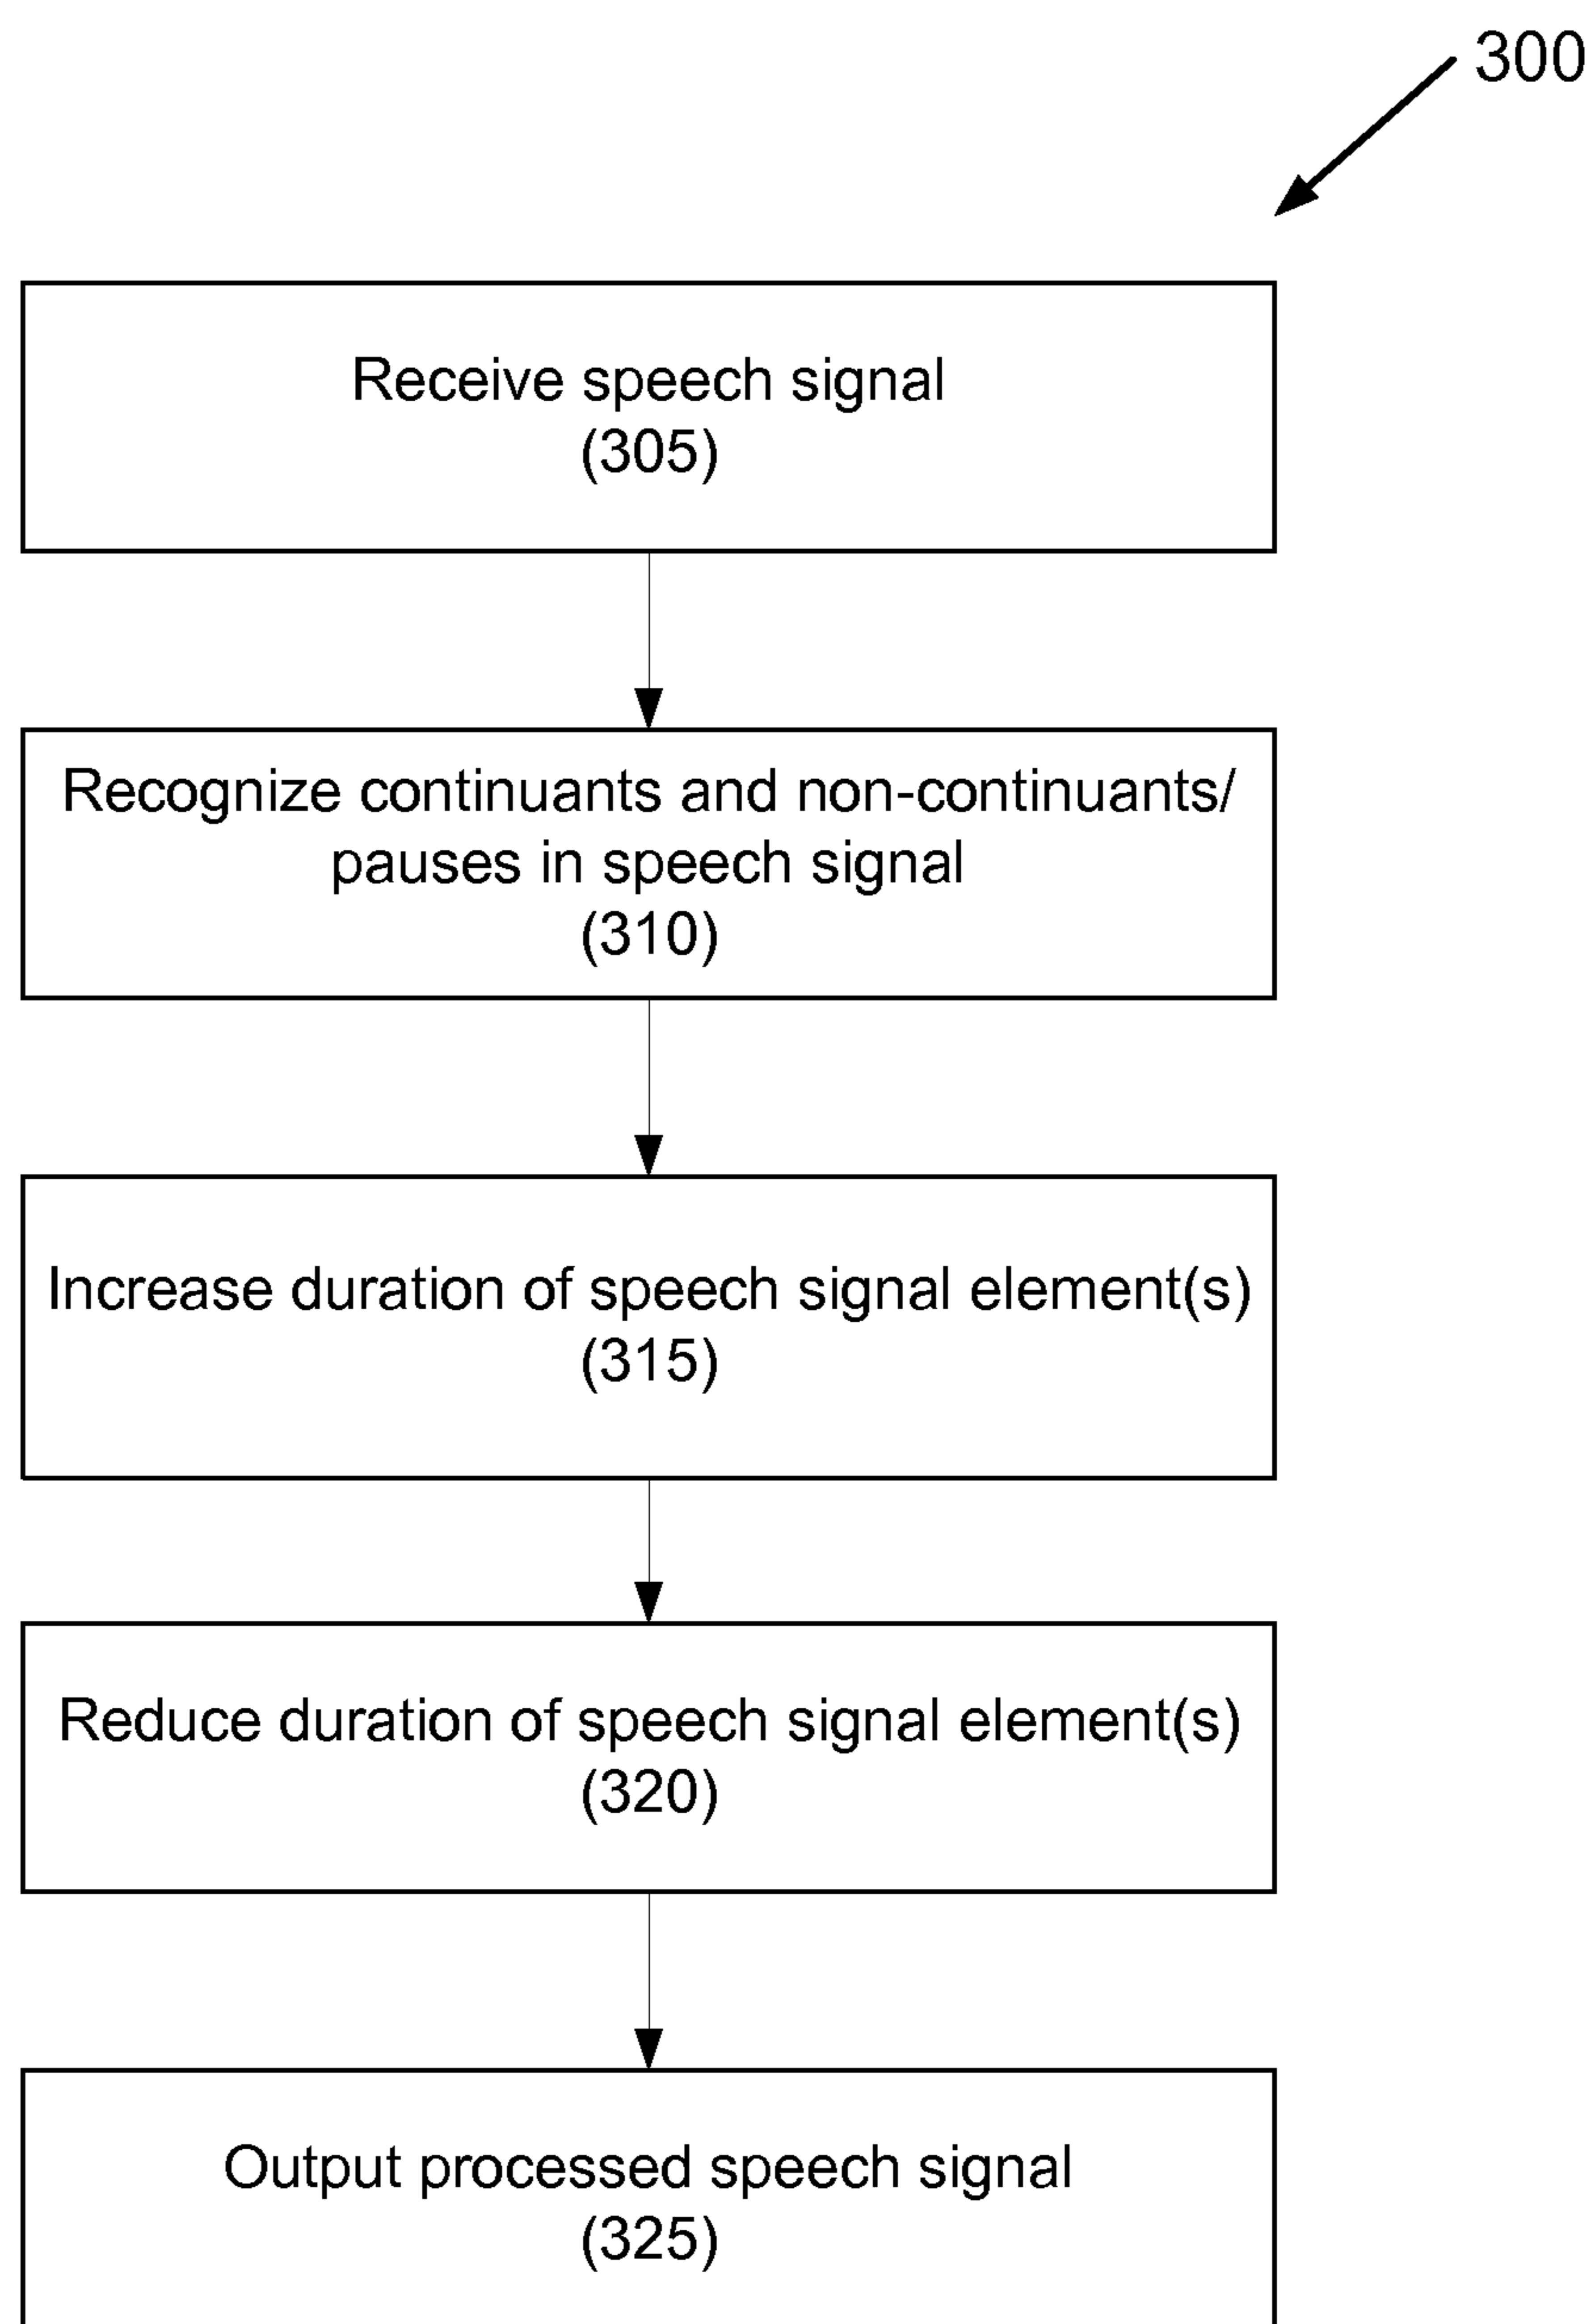 300
Receive speech signal
(305)
Recognize continuants and non-continuants/
pauses in speech signal
(310)
Increase duration of speech signal element(s)
(315)
Reduce duration of speech signal element(s)
(320)
Output processed speech signal
(325)